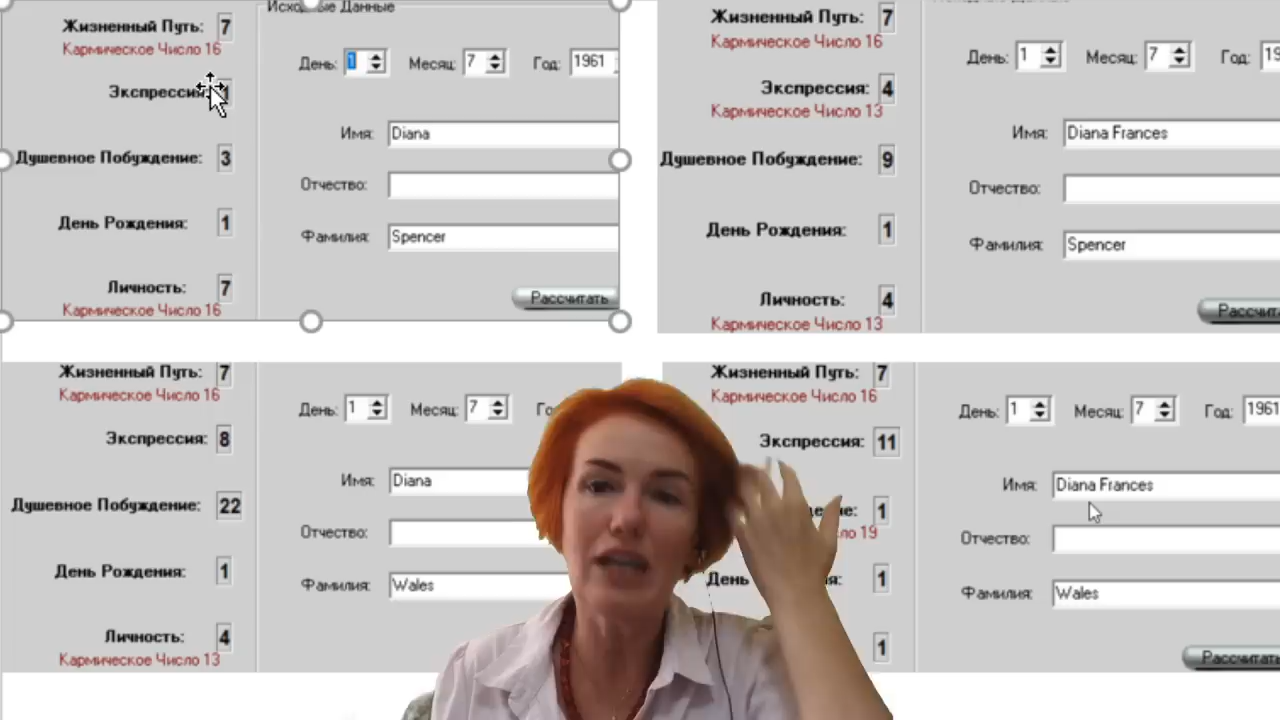 Исходные Данные
Жизненный Путь: 7
Кармическое Число 16
День: 1 Месяц: 7 Год: 1961
Экспрессия: 1
Имя: Diana
Душевное Побуждение: 3
Отчество:
День Рождения: 1
Фамилия: Spencer
Личность: 7
Рассчитать
Кармическое Число 16
Жизненный Путь: 7
Кармическое Число 16
День: 1 Месяц: 7 Год:
Экспрессия: 4
Кармическое Число 13
Имя: Diana Frances
Душевное Побуждение: 9
Отчество:
День Рождения: 1
Фамилия: Spencer
Личность: 4
Кармическое Число 13
Жизненный Путь: 7
Кармическое Число 16
День: 1 Месяц: 7
Экспрессия: 8
Имя: Diana
Душевное Побуждение: 22
Отчество:
День Рождения: 1
Фамилия: Wales
Личность: 4
Кармическое Число 13
Жизненный Путь: 7
Кармическое Число 16
День: 1 Месяц: 7 Год: 1961
Экспрессия: 11
Имя: Diana Frances
1
19
Отчество:
День 1
Фамилия: Wales
1
Рассчитать